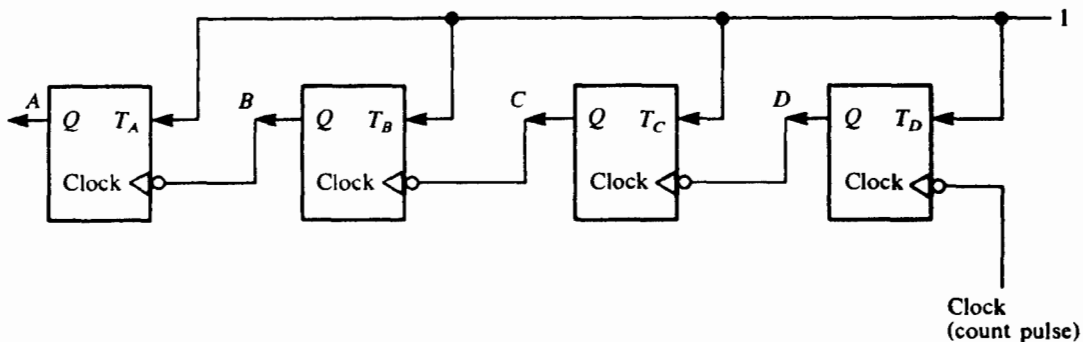 1
A
Q T_A
Clock
B
Q T_B
Clock
C
Q T_C
Clock
D
Q T_D
Clock
Clock
(count pulse)